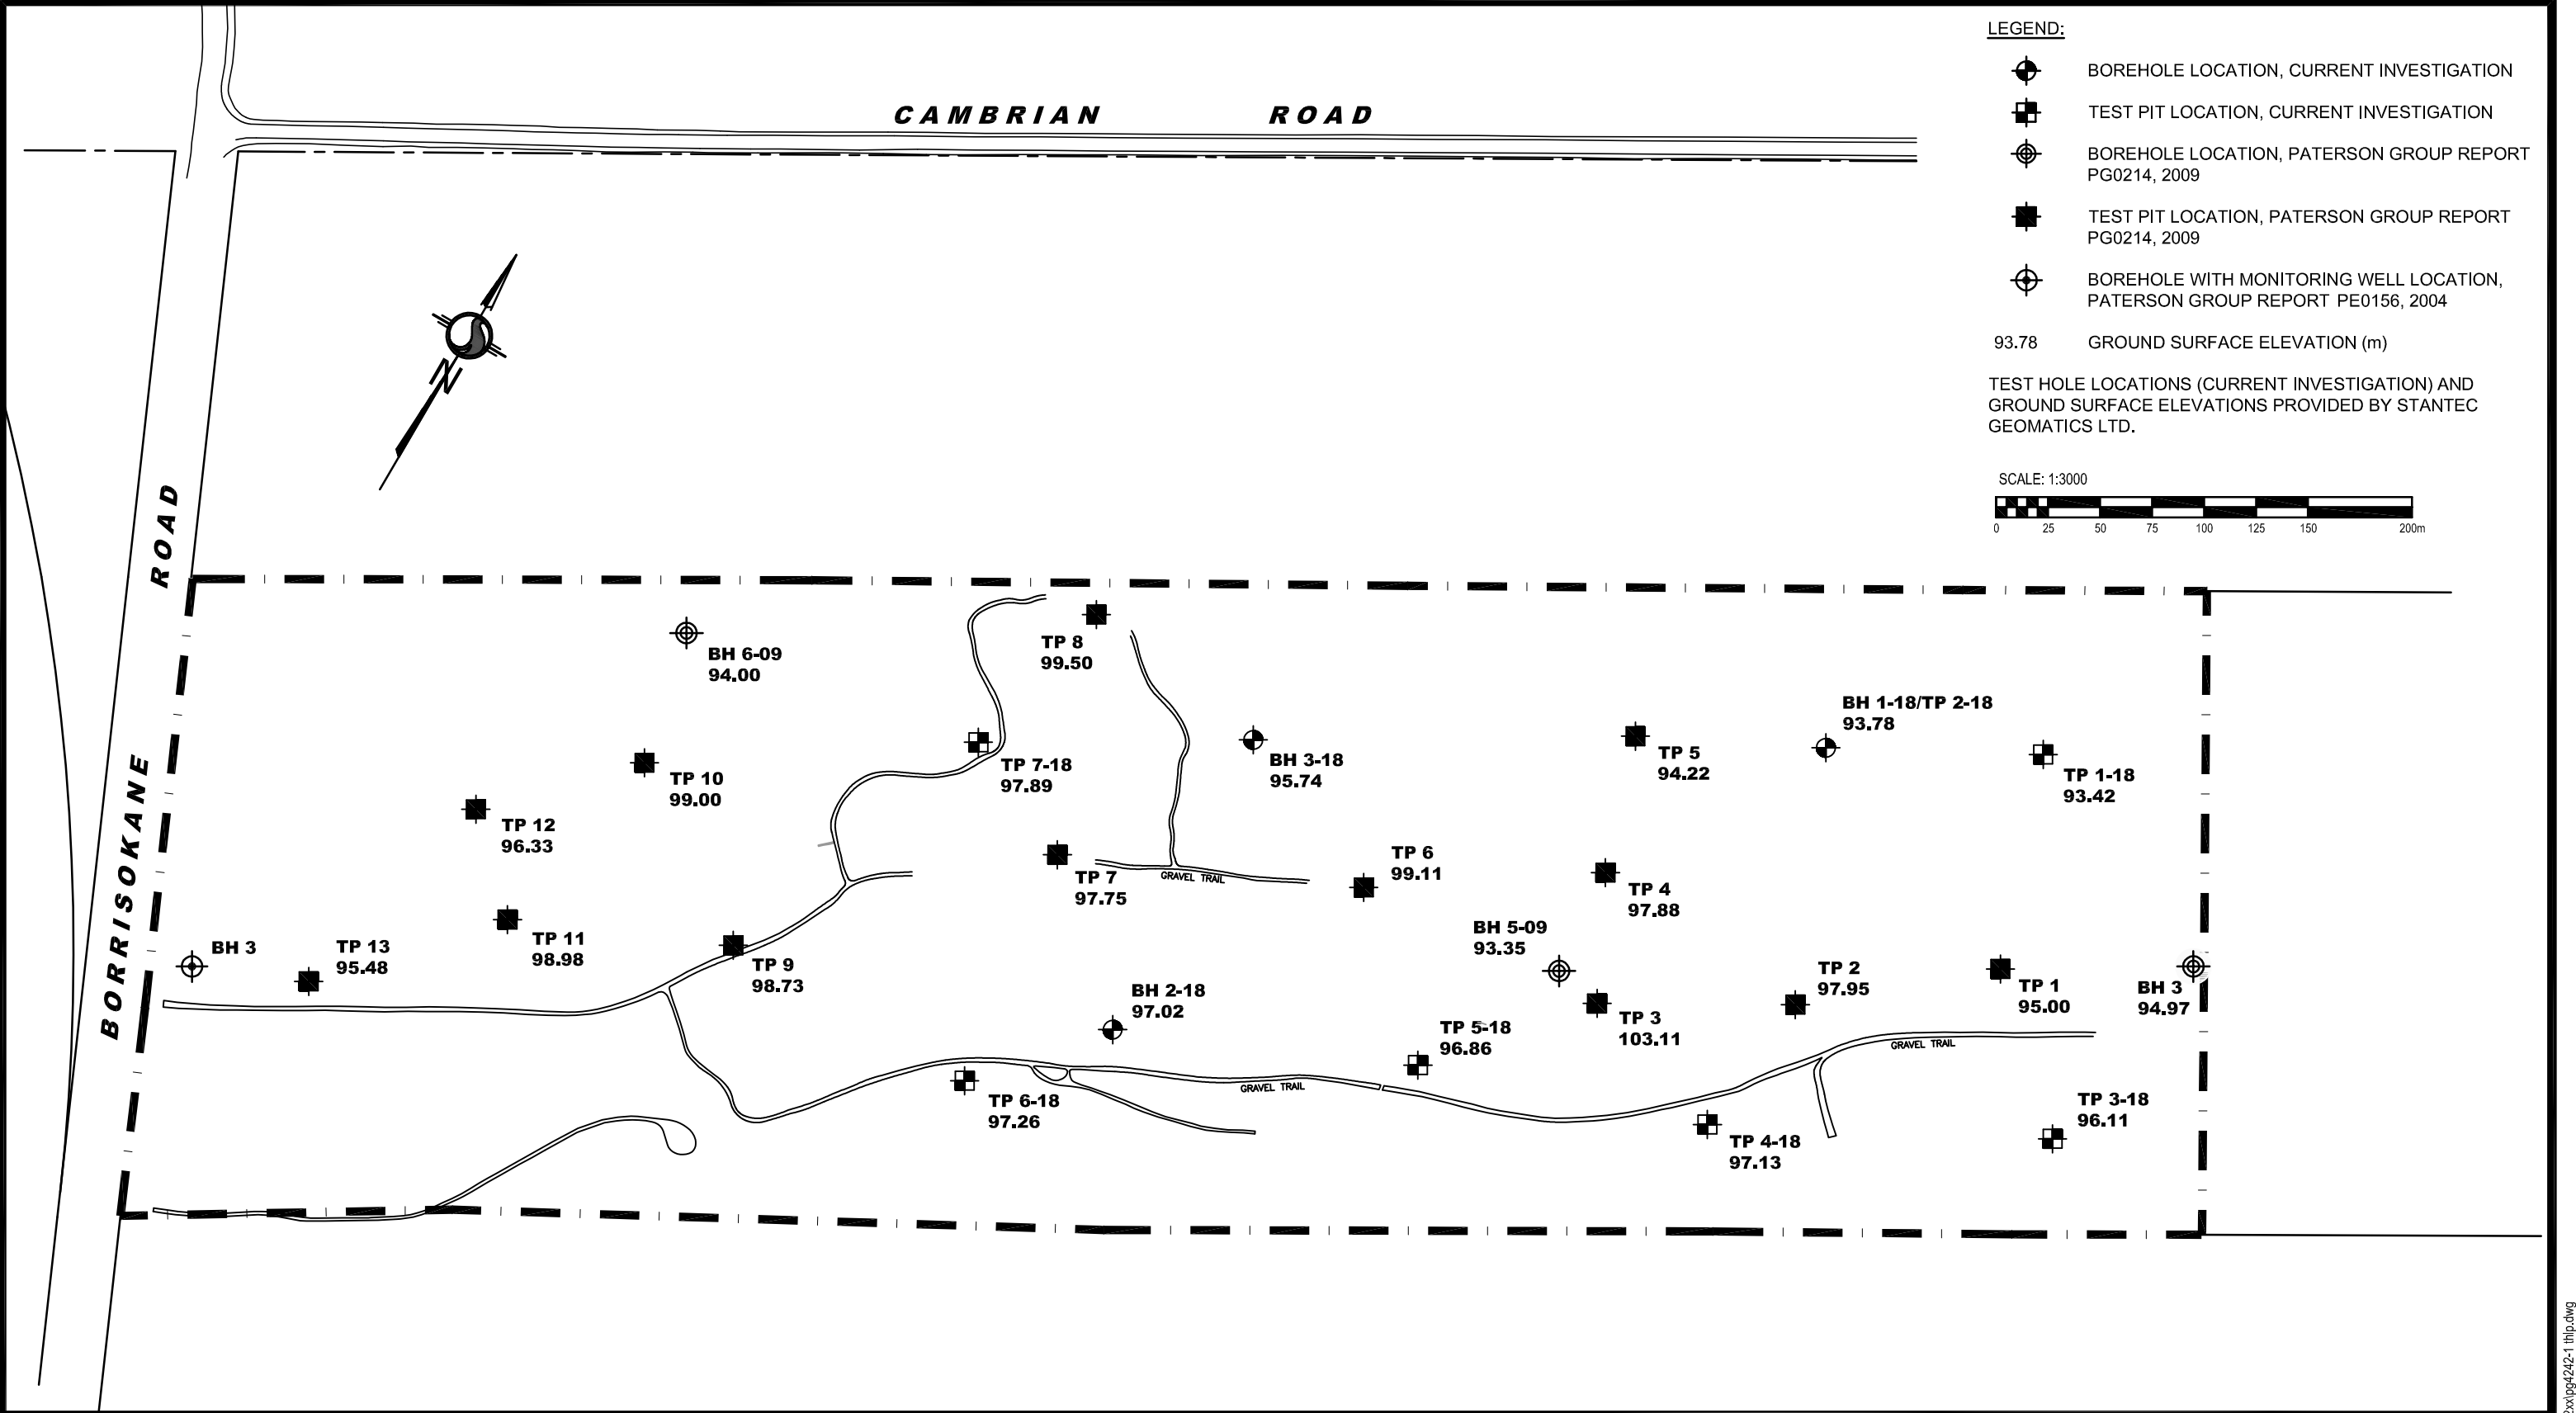 LEGEND:
BOREHOLE LOCATION, CURRENT INVESTIGATION
TEST PIT LOCATION, CURRENT INVESTIGATION
BOREHOLE LOCATION, PATERSON GROUP REPORT
PG0214, 2009
TEST PIT LOCATION, PATERSON GROUP REPORT
PG0214, 2009
BOREHOLE WITH MONITORING WELL LOCATION,
PATERSON GROUP REPORT PE0156, 2004
93.78 GROUND SURFACE ELEVATION (m)
TEST HOLE LOCATIONS (CURRENT INVESTIGATION) AND
GROUND SURFACE ELEVATIONS PROVIDED BY STANTEC
GEOMATICS LTD.
SCALE: 1:3000
0 25 50 75 100 125 150 200m
CAMBRIAN ROAD
N
BORRISOKANE ROAD
BH 6-09
94.00
TP 8
99.50
TP 10
99.00
TP 7-18
97.89
BH 3-18
95.74
TP 5
94.22
BH 1-18/TP 2-18
93.78
TP 1-18
93.42
TP 12
96.33
TP 7
97.75
GRAVEL TRAIL
TP 6
99.11
TP 4
97.88
BH 3
TP 13
95.48
TP 11
98.98
TP 9
98.73
BH 5-09
93.35
TP 2
97.95
TP 1
95.00
BH 3
94.97
BH 2-18
97.02
TP 5-18
96.86
TP 3
103.11
GRAVEL TRAIL
TP 6-18
97.26
GRAVEL TRAIL
TP 4-18
97.13
TP 3-18
96.11
2xx\pg4242-1 thlp.dwg